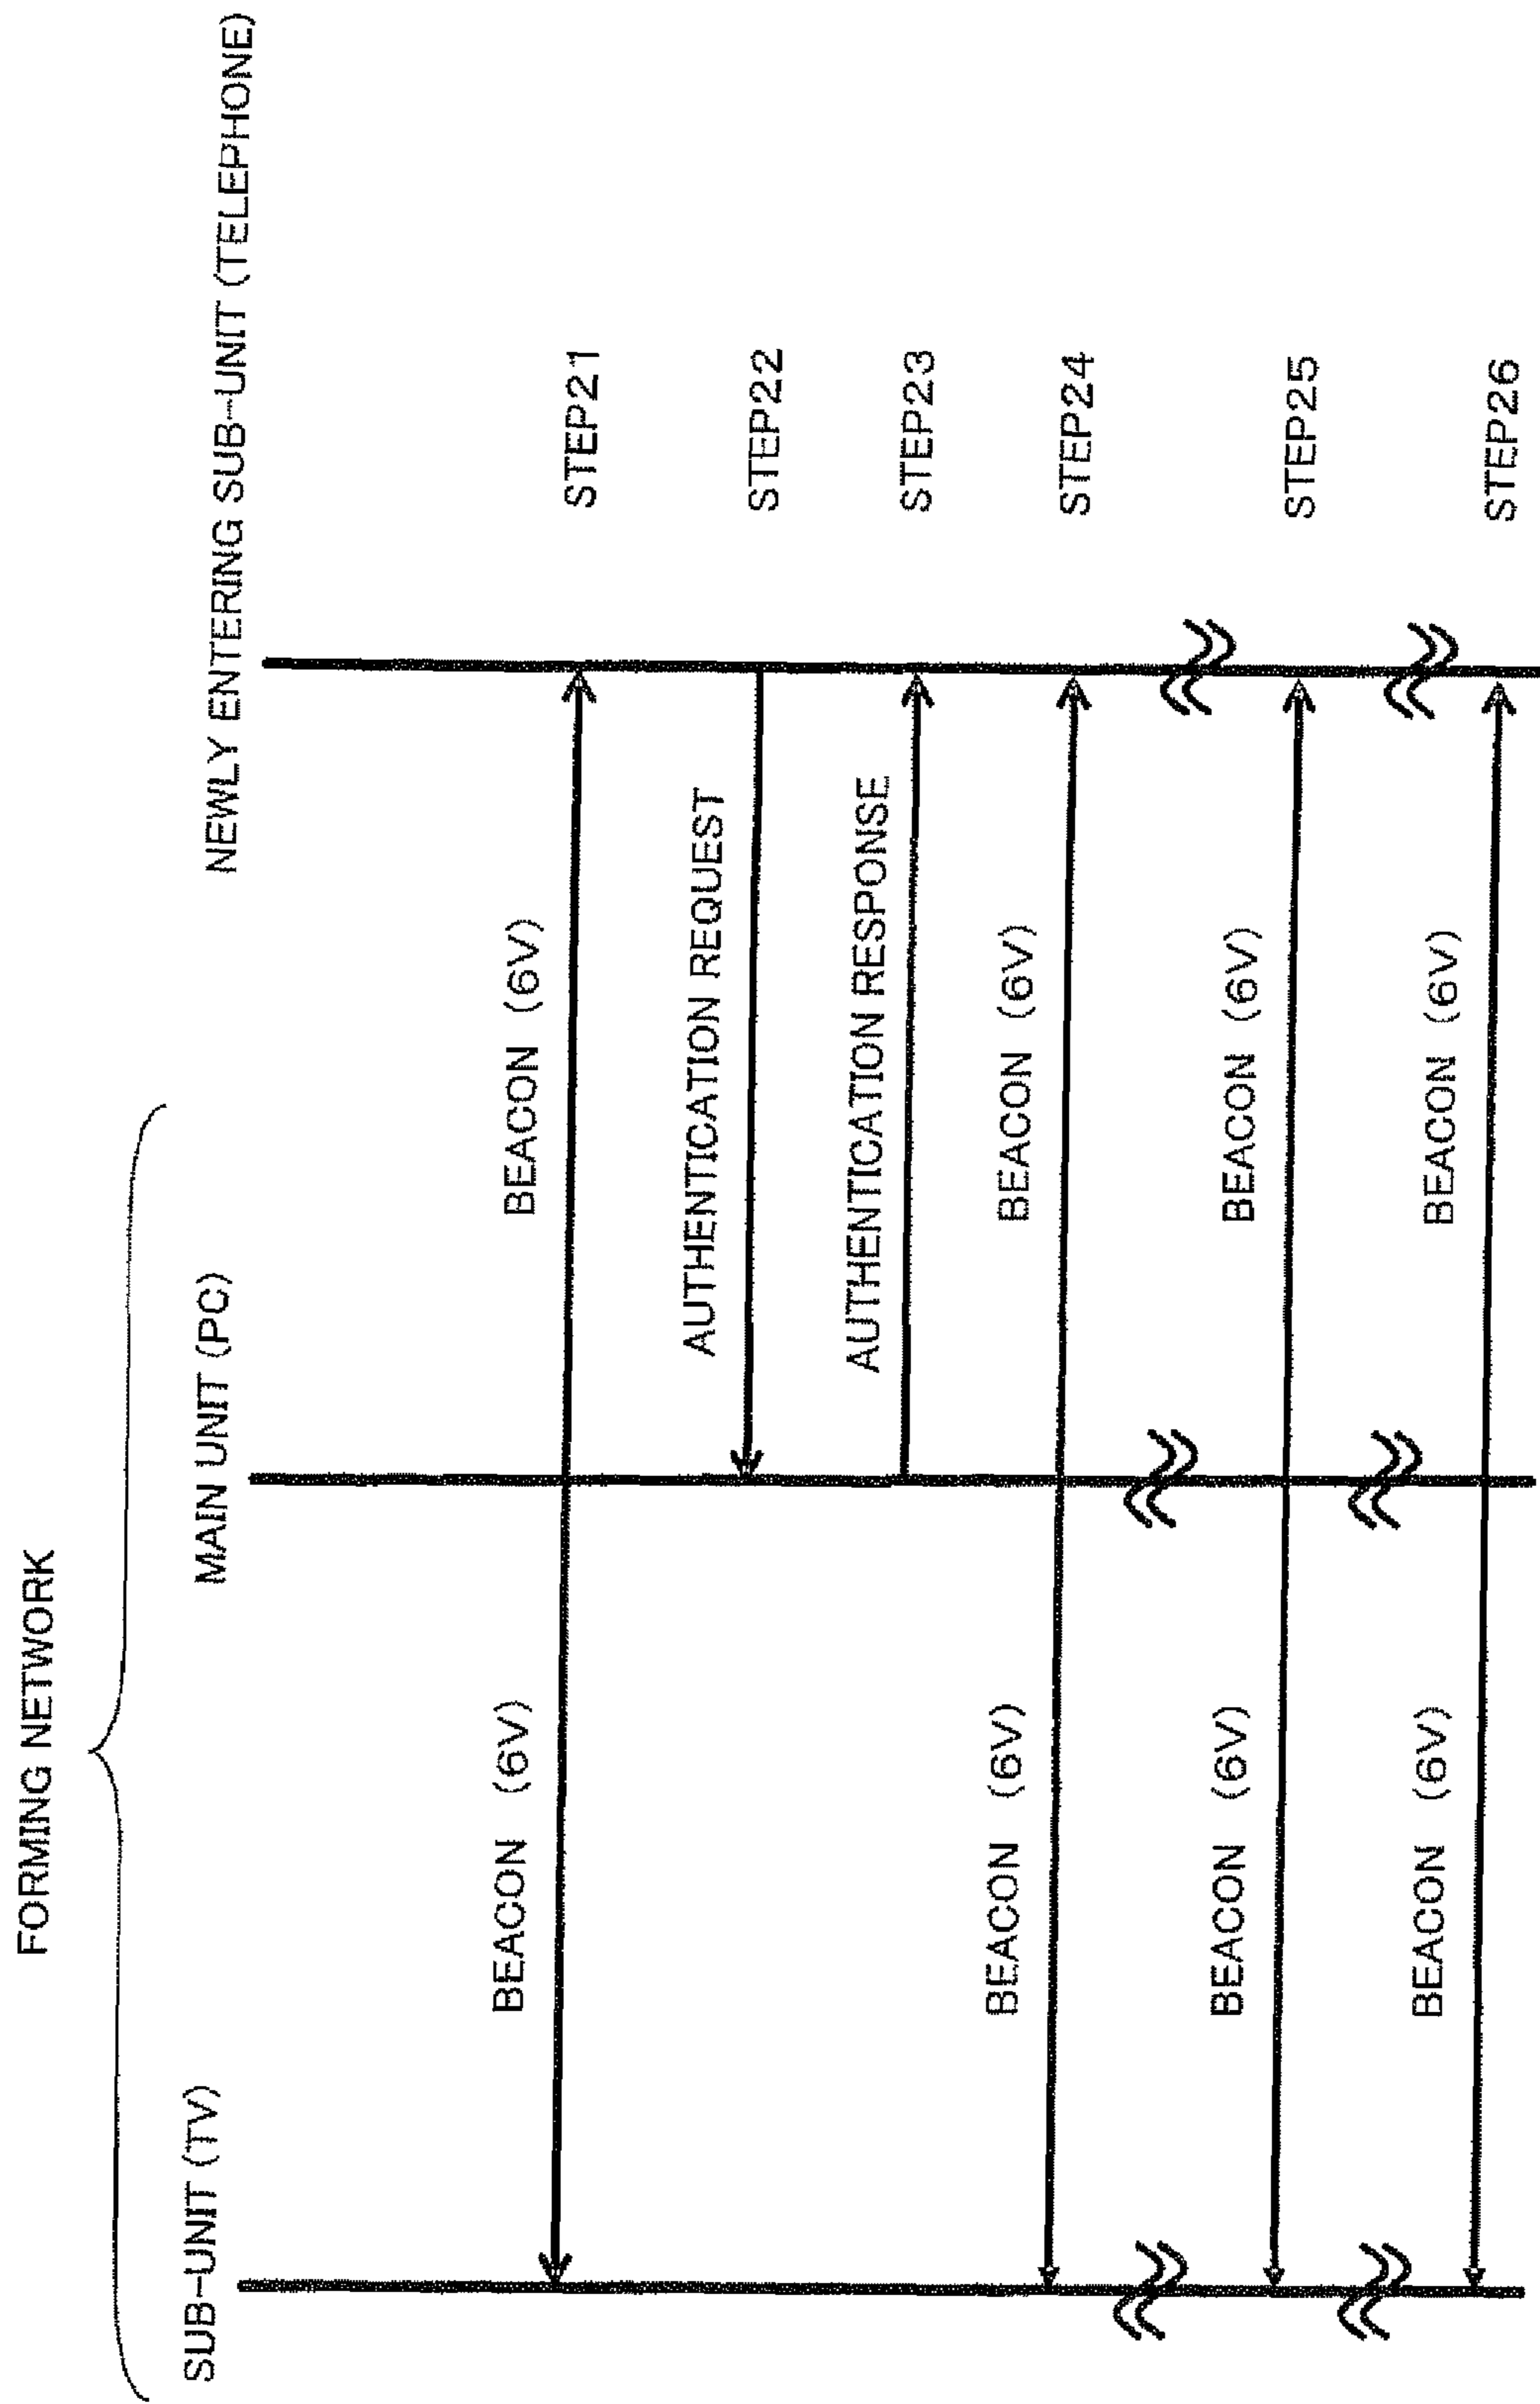 FORMING NETWORK
SUB-UNIT (TV)
MAIN UNIT (PC)
NEWLY ENTERING SUB-UNIT (TELEPHONE)
BEACON (6V)
BEACON (6V)
STEP21
AUTHENTICATION REQUEST
STEP22
AUTHENTICATION RESPONSE
STEP23
BEACON (6V)
BEACON (6V)
STEP24
BEACON (6V)
BEACON (6V)
STEP25
BEACON (6V)
BEACON (6V)
STEP26